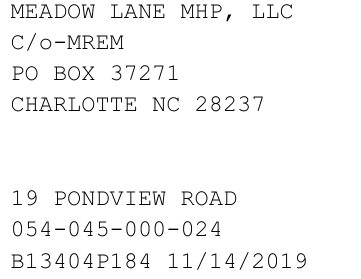 MEADOW LANE MHP, LLC
C/o-MREM
PO BOX 37271
CHARLOTTE NC 28237
19 PONDVIEW ROAD
054-045-000-024
B13404P184 11/14/2019